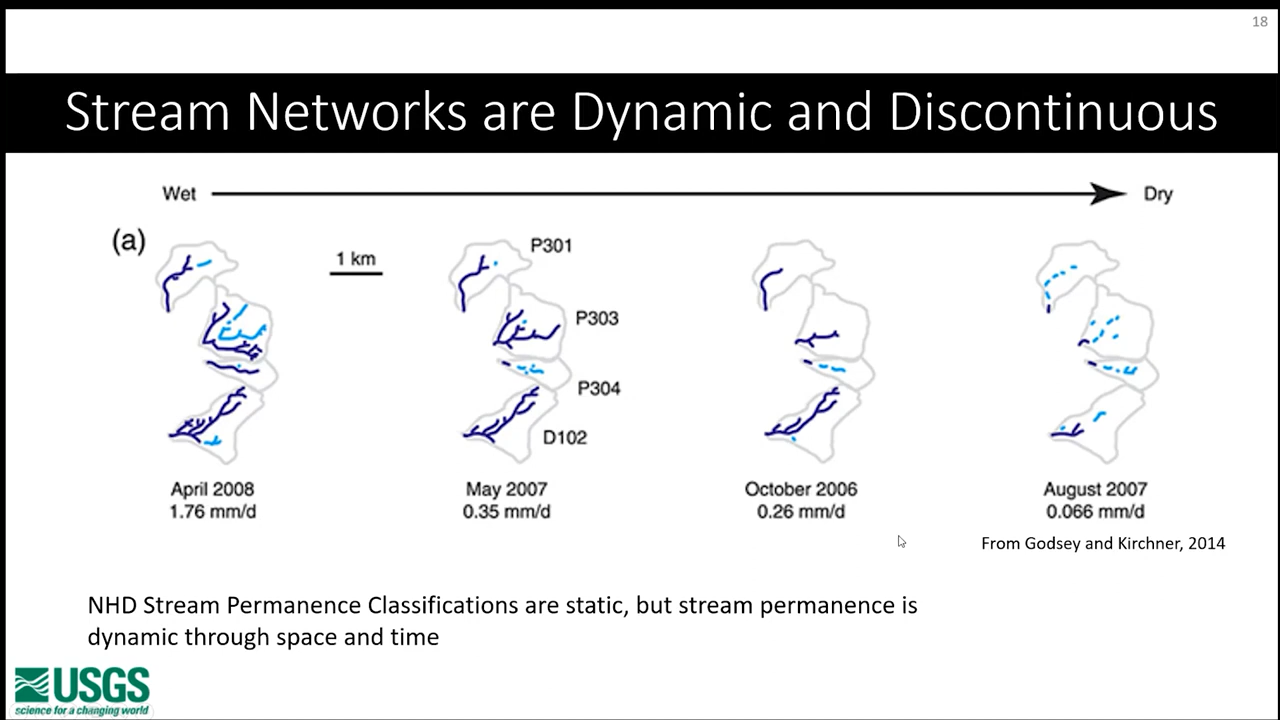 18
Stream Networks are Dynamic and Discontinuous
Wet
Dry
(a)
1 km
P301
P303
P304
D102
April 2008
1.76 mm/d
May 2007
0.35 mm/d
October 2006
0.26 mm/d
August 2007
0.066 mm/d
From Godsey and Kirchner, 2014
NHD Stream Permanence Classifications are static, but stream permanence is
dynamic through space and time
USGS
science for a changing world